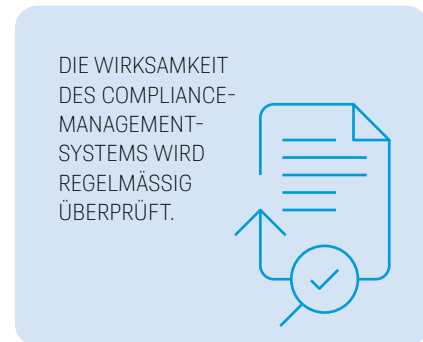 DIE WIRKSAMKEIT
DES COMPLIANCE-
MANAGEMENT-
SYSTEMS WIRD
REGELMÄSSIG
ÜBERPRÜFT.